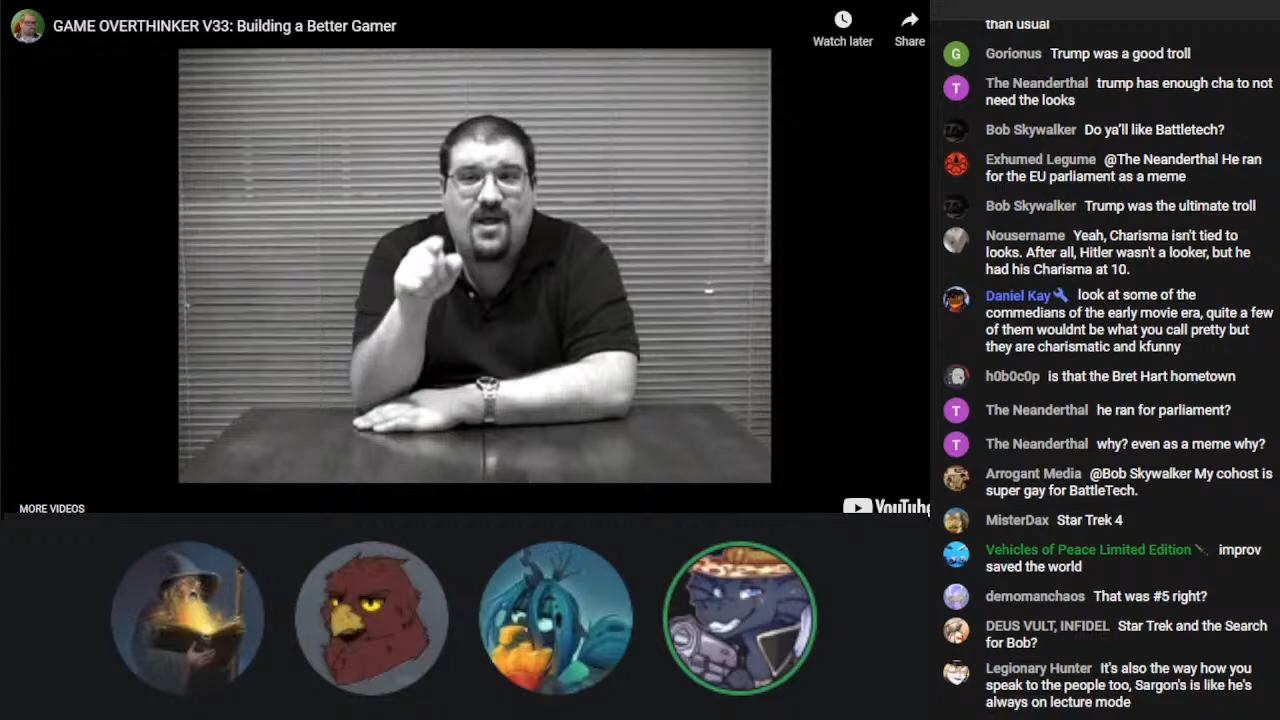 GAME OVERTHINKER V33: Building a Better Gamer
Watch later
Share
MORE VIDEOS
YouTube
than usual
G
Gorionus Trump was a good troll
T
The Neanderthal trump has enough cha to not
need the looks
Bob Skywalker Do ya'll like Battletech?
Exhumed Legume @The Neanderthal He ran
for the EU parliament as a meme
Bob Skywalker Trump was the ultimate troll
Nousername Yeah, Charisma isn't tied to
looks. After all, Hitler wasn't a looker, but he
had his Charisma at 10.
Daniel Kay look at some of the
commedians of the early movie era, quite a few
of them wouldnt be what you call pretty but
they are charismatic and kfunny
h0b0c0p is that the Bret Hart hometown
T
The Neanderthal he ran for parliament?
T
The Neanderthal why? even as a meme why?
Arrogant Media @Bob Skywalker My cohost is
super gay for BattleTech.
MisterDax Star Trek 4
Vehicles of Peace Limited Edition improv
saved the world
demomanchaos That was #5 right?
DEUS VULT, INFIDEL Star Trek and the Search
for Bob?
Legionary Hunter It's also the way how you
speak to the people too, Sargon's is like he's
always on lecture mode